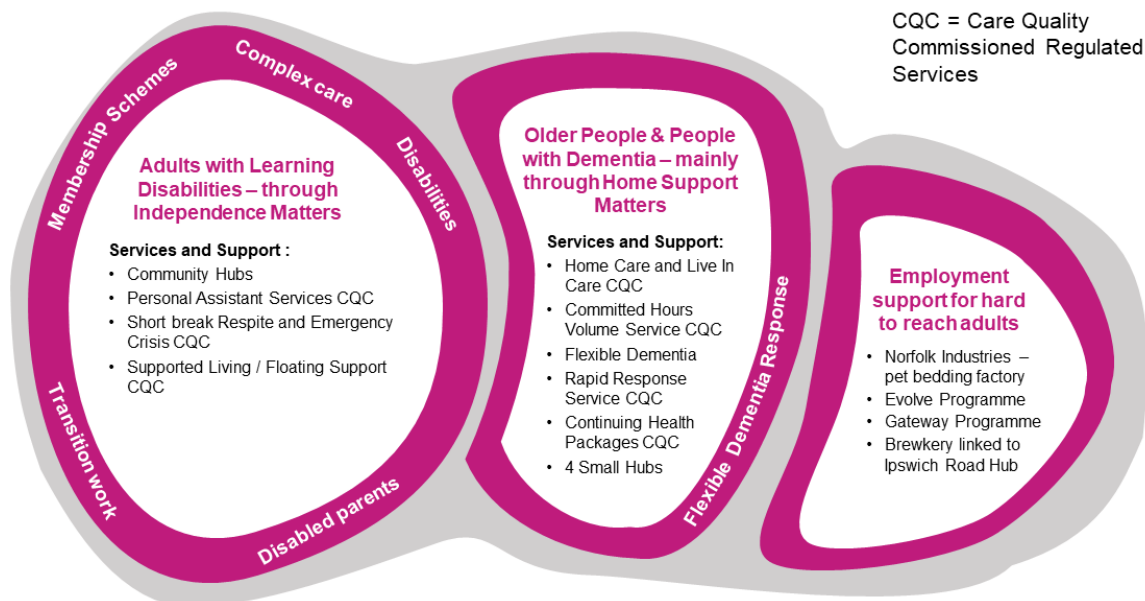 CQC = Care Quality
Commissioned Regulated
Services
Membership Schemes
Complex care
Disabilities
Transition work
Disabled parents
Adults with Learning
Disabilities – through
Independence Matters
Services and Support :
• Community Hubs
• Personal Assistant Services CQC
• Short break Respite and Emergency
Crisis CQC
• Supported Living / Floating Support
CQC
Older People & People
with Dementia – mainly
through Home Support
Matters
Services and Support:
• Home Care and Live In
Care CQC
• Committed Hours
Volume Service CQC
• Flexible Dementia
• Rapid Response
Service CQC
• Continuing Health
Packages CQC
• 4 Small Hubs
Flexible Dementia Response
Employment
support for hard
to reach adults
• Norfolk Industries –
pet bedding factory
• Evolve Programme
• Gateway Programme
• Brewkery linked to
Ipswich Road Hub